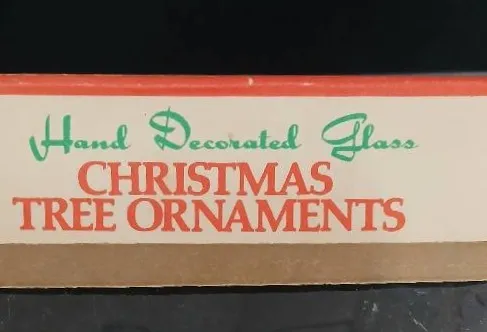 Hand Decorated Glass
CHRISTMAS
TREE ORNAMENTS